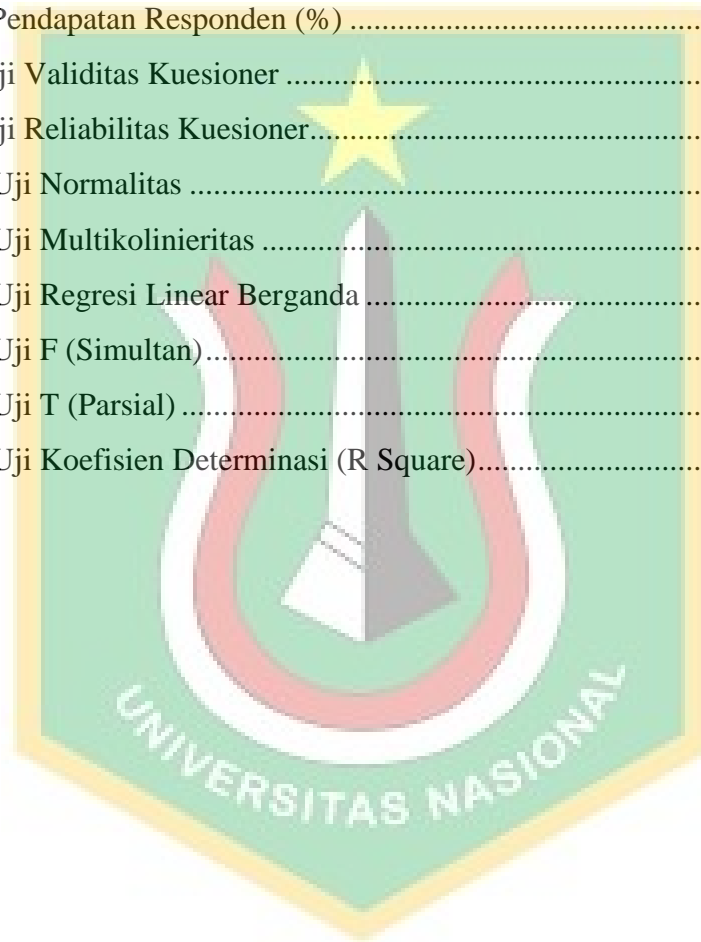 Pendapatan Responden (%) ........................................
ji Validitas Kuesioner ........................................
ji Reliabilitas Kuesioner........................................
Uji Normalitas ........................................
Uji Multikolinieritas ........................................
Uji Regresi Linear Berganda ........................................
Uji F (Simultan)........................................
Uji T (Parsial) ........................................
Uji Koefisien Determinasi (R Square)........................................
UNIVERSITAS NASIONAL